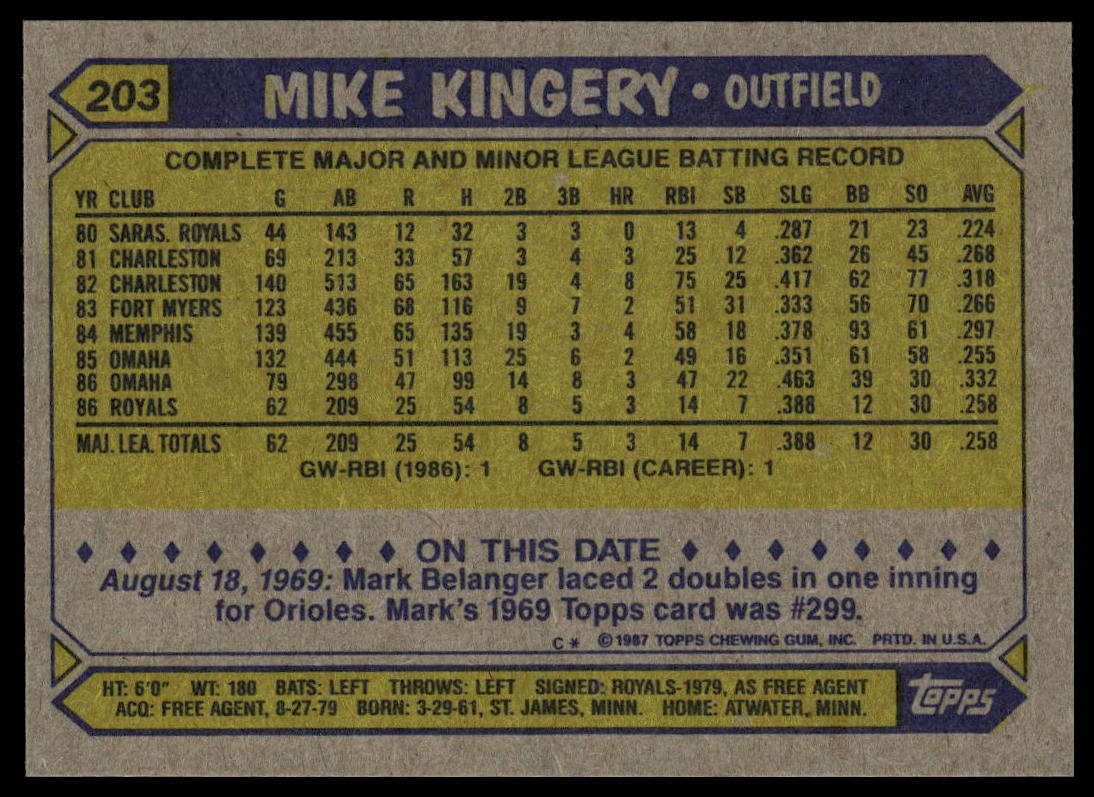 203 MIKE KINGERY • OUTFIELD
COMPLETE MAJOR AND MINOR LEAGUE BATTING RECORD
YR CLUB G AB R H 2B 3B HR RBI SB SLG BB SO AVG
80 SARAS. ROYALS 44 143 12 32 3 3 0 13 4 .287 21 23 .224
81 CHARLESTON 69 213 33 57 3 4 3 25 12 .362 26 45 .268
82 CHARLESTON 140 513 65 163 19 4 8 75 25 .417 62 77 .318
83 FORT MYERS 123 436 68 116 9 7 2 51 31 .333 56 70 .266
84 MEMPHIS 139 455 65 135 19 3 4 58 18 .378 93 61 .297
85 OMAHA 132 444 51 113 25 6 2 49 16 .351 61 58 .255
86 OMAHA 79 298 47 99 14 8 3 47 22 .463 39 30 .332
86 ROYALS 62 209 25 54 8 5 3 14 7 .388 12 30 .258
MAJ. LEA. TOTALS 62 209 25 54 8 5 3 14 7 .388 12 30 .258
GW-RBI (1986): 1 GW-RBI (CAREER): 1
ON THIS DATE
August 18, 1969: Mark Belanger laced 2 doubles in one inning
for Orioles. Mark's 1969 Topps card was #299.
C* ©1987 TOPPS CHEWING GUM, INC. PRTD. IN U.S.A.
HT: 6'0" WT: 180 BATS: LEFT THROWS: LEFT SIGNED: ROYALS-1979, AS FREE AGENT
ACQ: FREE AGENT, 8-27-79 BORN: 3-29-61, ST. JAMES, MINN. HOME: ATWATER, MINN.
topps